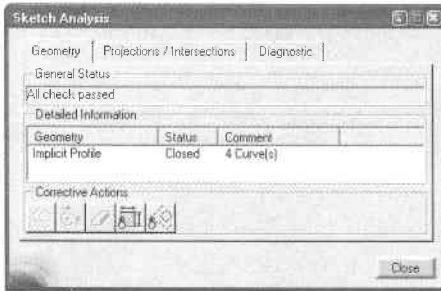 Sketch Analysis
Geometry Projections / Intersections Diagnostic
General Status
All check passed
Detailed Information
Geometry Status Comment
Implicit Profile Closed 4 Curve(s)
Corrective Actions
Close